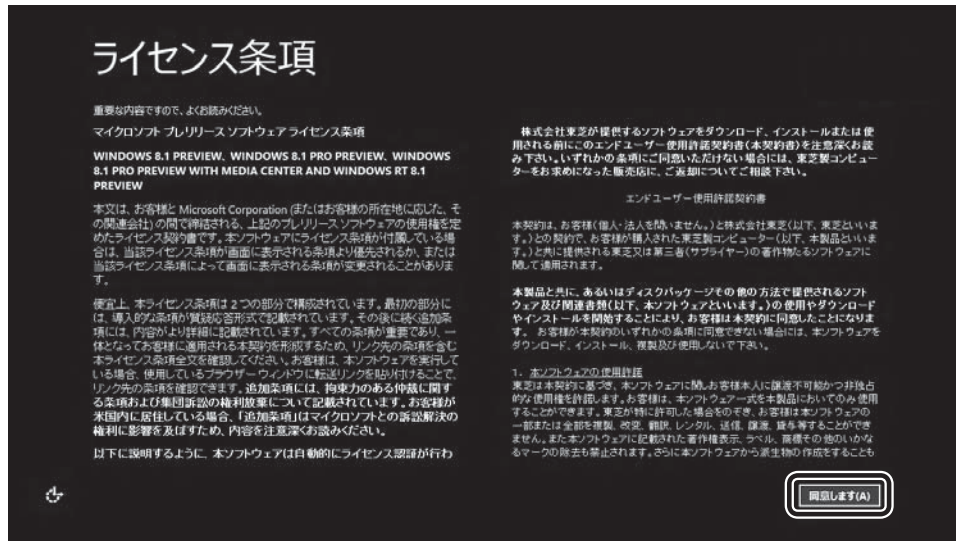 ライセンス条項
重要な内容ですので、よくお読みください。
マイクロソフト プレリリース ソフトウェア ライセンス条項
WINDOWS 8.1 PREVIEW、WINDOWS 8.1 PRO PREVIEW、WINDOWS
8.1 PRO PREVIEW WITH MEDIA CENTER AND WINDOWS RT 8.1
PREVIEW
本文は、お客様と Microsoft Corporation (またはお客様の所在地に応じた、そ
の関連会社) の間で締結される、上記のプレリリース ソフトウェアの使用権を定
めたライセンス契約書です。本ソフトウェアにライセンス条項が付属している場
合は、当該ライセンス条項が画面に表示される条項より優先されるか、または
当該ライセンス条項によって画面に表示される条項が変更されることがありま
す。
便宜上、本ライセンス条項は 2 つの部分で構成されています。最初の部分に
は、導入的な条項が質疑応答形式で記載されています。その後に続く追加条
項には、内容がより詳細に記載されています。すべての条項が重要であり、一
体となってお客様に適用される本契約を形成するため、リンク先の条項を含む
本ライセンス条項全文を確認してください。お客様は、本ソフトウェアを実行して
いる場合、使用しているブラウザー ウィンドウに転送リンクを貼り付けることで、
リンク先の条項を確認できます。追加条項には、拘束力のある仲裁に関す
る条項および集団訴訟の権利放棄について記載されています。お客様が
米国内に居住している場合、「追加条項」はマイクロソフトとの訴訟解決の
権利に影響を及ぼすため、内容を注意深くお読みください。
以下に説明するように、本ソフトウェアは自動的にライセンス認証が行わ
株式会社東芝が提供するソフトウェアをダウンロード、インストールまたは使
用される前にこのエンドユーザー使用許諾契約書(本契約書)を注意深くお読
み下さい。いずれかの条項にご同意いただけない場合には、東芝製コンピュー
ターをお求めになった販売店に、ご返却についてご相談下さい。
エンドユーザー使用許諾契約書
本契約は、お客様(個人・法人を問いません。)と株式会社東芝(以下、東芝といいま
す。)との契約で、お客様が購入された東芝製コンピューター(以下、本製品といいま
す。)と共に提供される東芝又は第三者(サプライヤー)の著作物たるソフトウェアに
関して適用されます。
本製品と共に、あるいはディスクパッケージその他の方法で提供されるソフト
ウェア及び関連書類(以下、本ソフトウェアといいます。)の使用やダウンロード
やインストールを開始することにより、お客様は本契約に同意したことになりま
す。 お客様が本契約のいずれかの条項に同意できない場合には、本ソフトウェアを
ダウンロード、インストール、複製及び使用しないで下さい。
1. 本ソフトウェアの使用許諾
東芝は本契約に基づき、本ソフトウェアに関しお客様本人に譲渡不可能かつ非独占
的な使用権を許諾します。お客様は、本ソフトウェア一式を本製品においてのみ使用
することができます。東芝が特に許可した場合をのぞき、お客様は本ソフトウェアの
一部または全部を複製、改変、翻訳、レンタル、送信、譲渡、貸与等することができ
ません。また本ソフトウェアに記載された著作権表示、ラベル、商標その他のいかな
るマークの除去も禁止されます。さらに本ソフトウェアから派生物の作成をすることも
同意します(A)